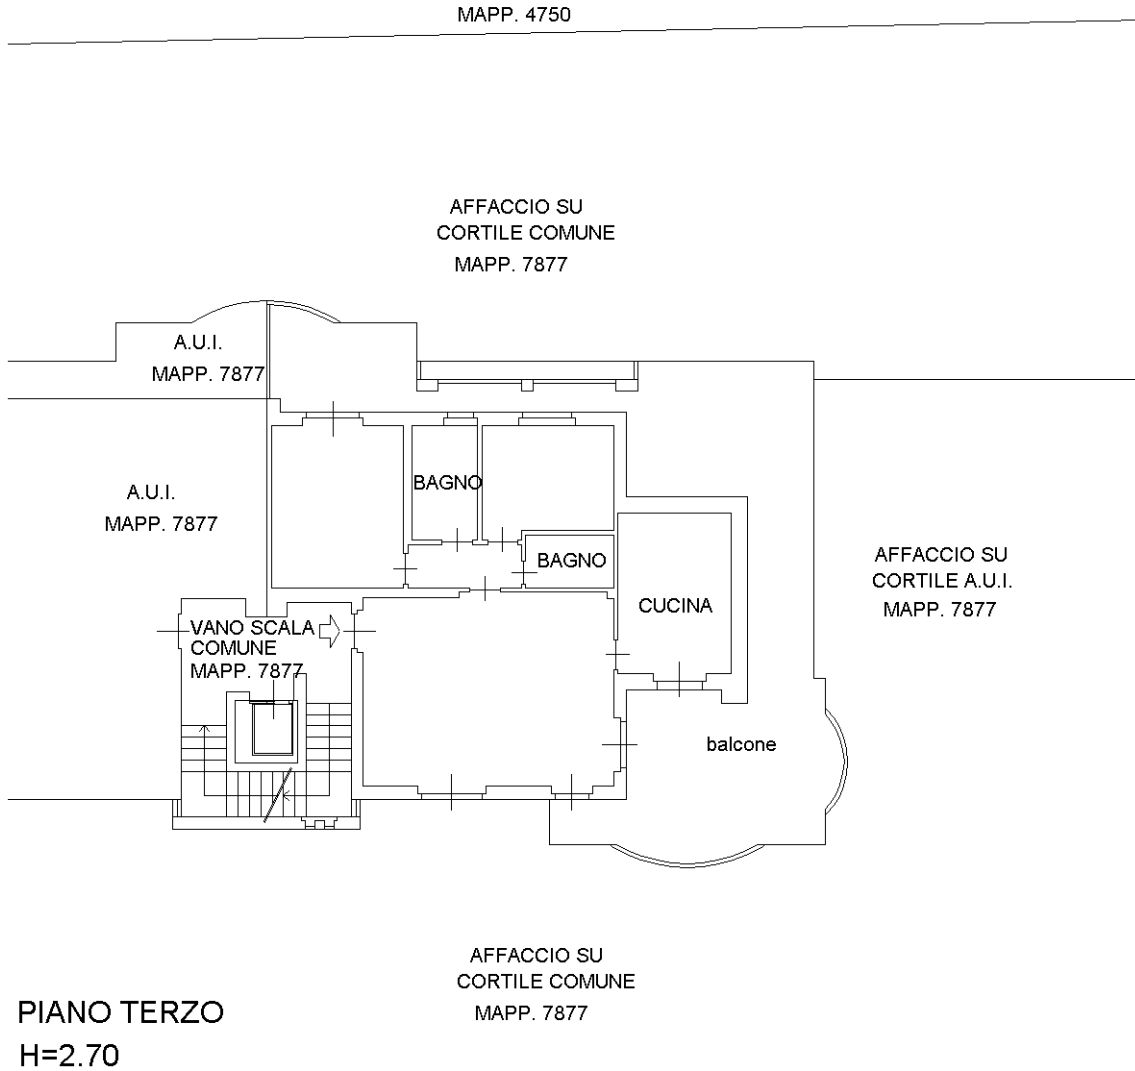 MAPP. 4750
AFFACCIO SU
CORTILE COMUNE
MAPP. 7877
A.U.I.
MAPP. 7877
BAGNO
A.U.I.
MAPP. 7877
BAGNO
AFFACCIO SU
CORTILE A.U.I.
MAPP. 7877
CUCINA
VANO SCALA
COMUNE
MAPP. 7877
balcone
AFFACCIO SU
CORTILE COMUNE
MAPP. 7877
PIANO TERZO
H=2.70